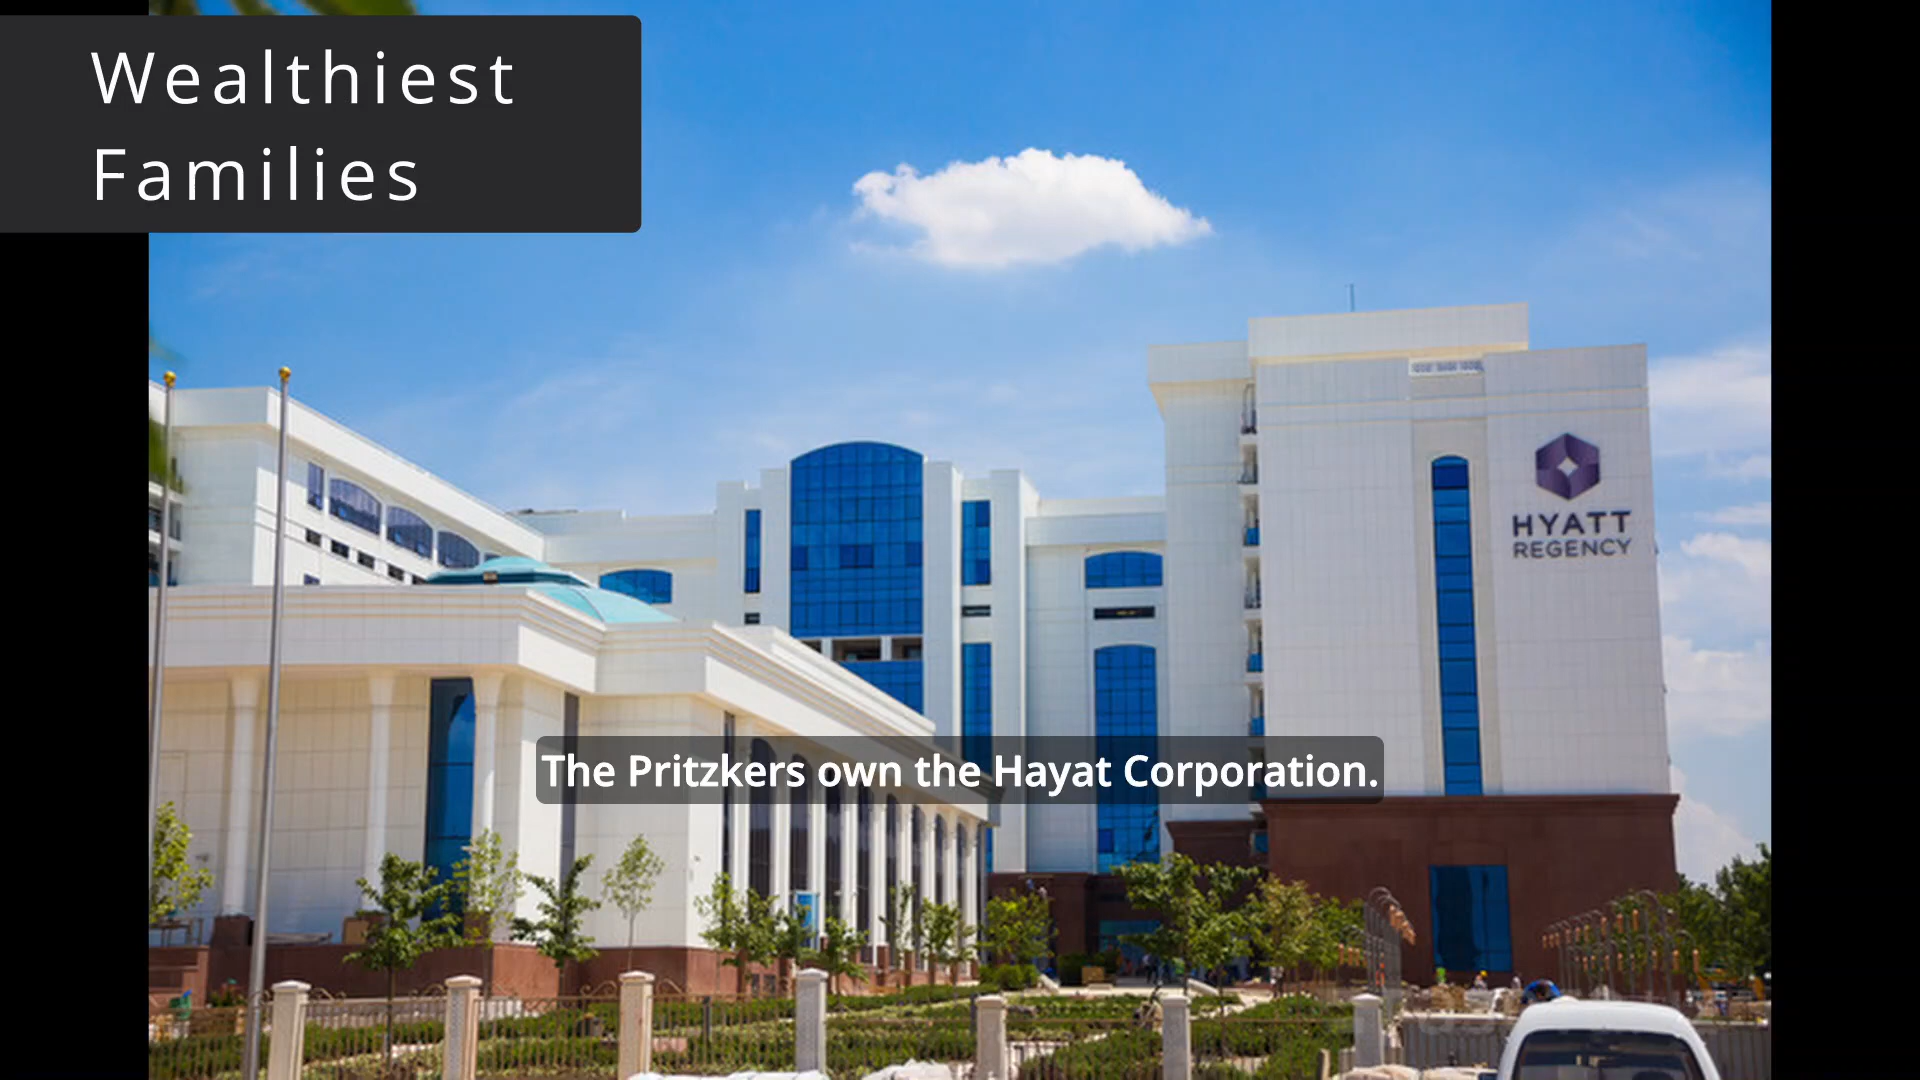 Wealthiest
Families
HYATT
REGENCY
The Pritzkers own the Hayat Corporation.